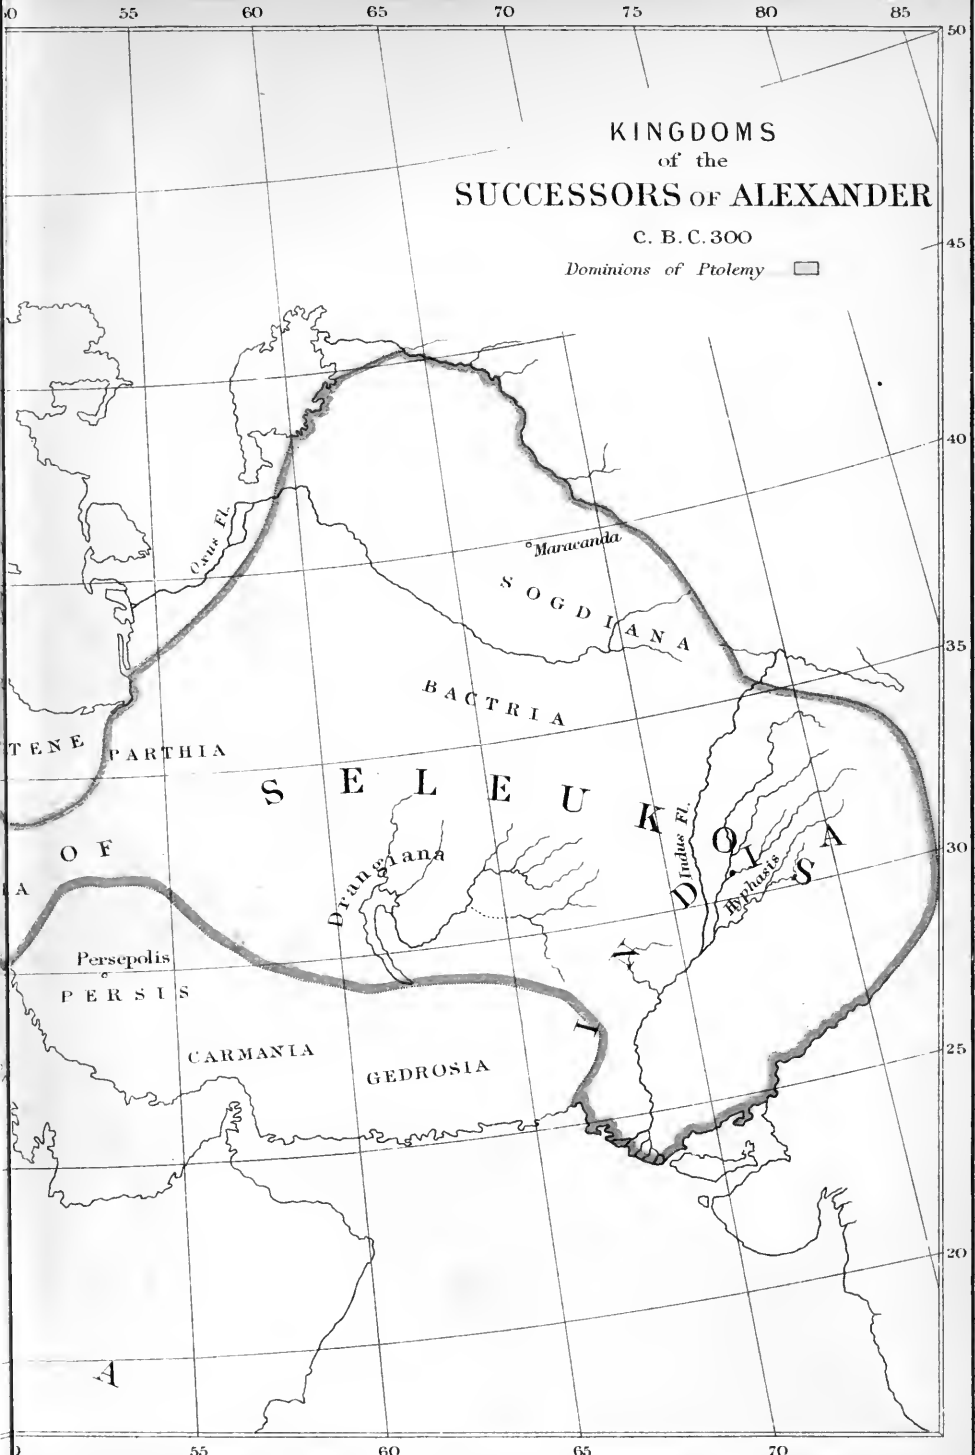 55 60 65 70 75 80 85
50
KINGDOMS
of the
SUCCESSORS OF ALEXANDER
C. B.C. 300
Dominions of Ptolemy
45
40
Oxus Fl.
Maracanda
SOGDIANA
35
BACTRIA
TENE
PARTHIA
SELEUKOS
OF
Drangiana
Indus Fl.
Hyphasis
INDIA
30
Persepolis
PERSIS
CARMANIA
GEDROSIA
25
20
A
55 60 65 70